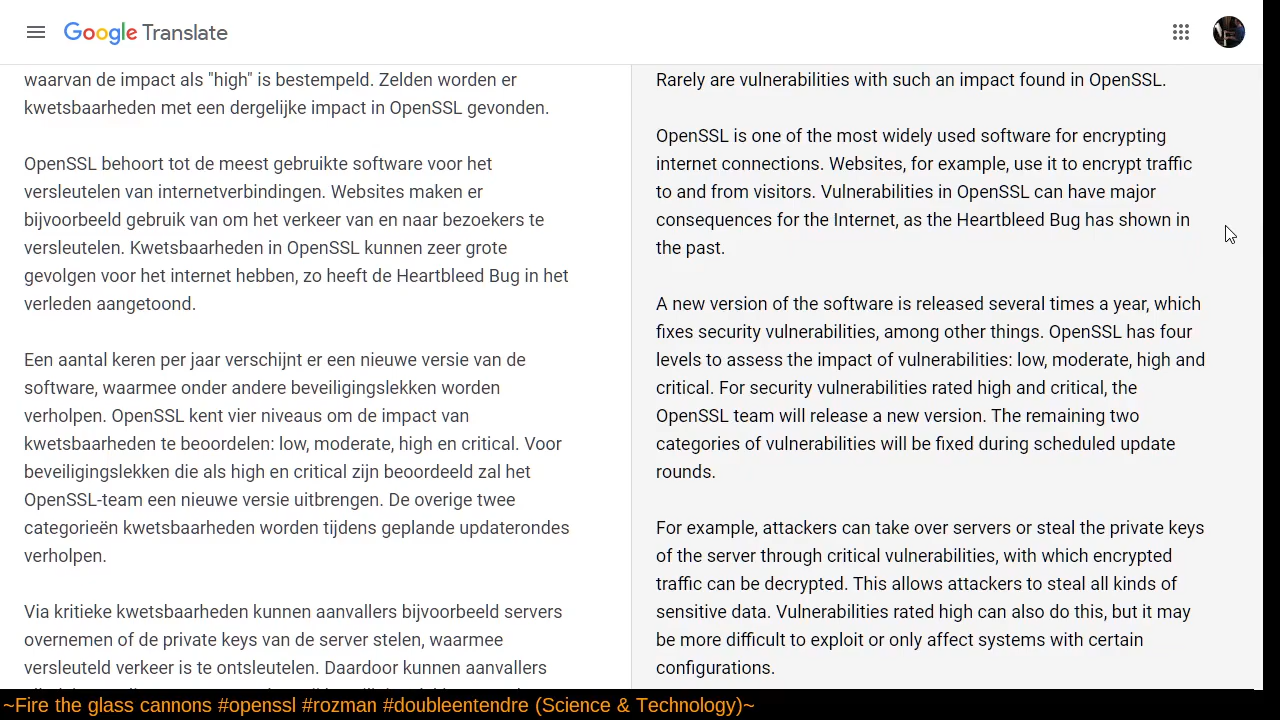 Google Translate
waarvan de impact als "high" is bestempeld. Zelden worden er
kwetsbaarheden met een dergelijke impact in OpenSSL gevonden.
OpenSSL behoort tot de meest gebruikte software voor het
versleutelen van internetverbindingen. Websites maken er
bijvoorbeeld gebruik van om het verkeer van en naar bezoekers te
versleutelen. Kwetsbaarheden in OpenSSL kunnen zeer grote
gevolgen voor het internet hebben, zo heeft de Heartbleed Bug in het
verleden aangetoond.
Een aantal keren per jaar verschijnt er een nieuwe versie van de
software, waarmee onder andere beveiligingslekken worden
verholpen. OpenSSL kent vier niveaus om de impact van
kwetsbaarheden te beoordelen: low, moderate, high en critical. Voor
beveiligingslekken die als high en critical zijn beoordeeld zal het
OpenSSL-team een nieuwe versie uitbrengen. De overige twee
categorieën kwetsbaarheden worden tijdens geplande updaterondes
verholpen.
Via kritieke kwetsbaarheden kunnen aanvallers bijvoorbeeld servers
overnemen of de private keys van de server stelen, waarmee
versleuteld verkeer is te ontsleutelen. Daardoor kunnen aanvallers
Rarely are vulnerabilities with such an impact found in OpenSSL.
OpenSSL is one of the most widely used software for encrypting
internet connections. Websites, for example, use it to encrypt traffic
to and from visitors. Vulnerabilities in OpenSSL can have major
consequences for the Internet, as the Heartbleed Bug has shown in
the past.
A new version of the software is released several times a year, which
fixes security vulnerabilities, among other things. OpenSSL has four
levels to assess the impact of vulnerabilities: low, moderate, high and
critical. For security vulnerabilities rated high and critical, the
OpenSSL team will release a new version. The remaining two
categories of vulnerabilities will be fixed during scheduled update
rounds.
For example, attackers can take over servers or steal the private keys
of the server through critical vulnerabilities, with which encrypted
traffic can be decrypted. This allows attackers to steal all kinds of
sensitive data. Vulnerabilities rated high can also do this, but it may
be more difficult to exploit or only affect systems with certain
configurations.
~Fire the glass cannons #openssl #rozman #doubleentendre (Science & Technology)~